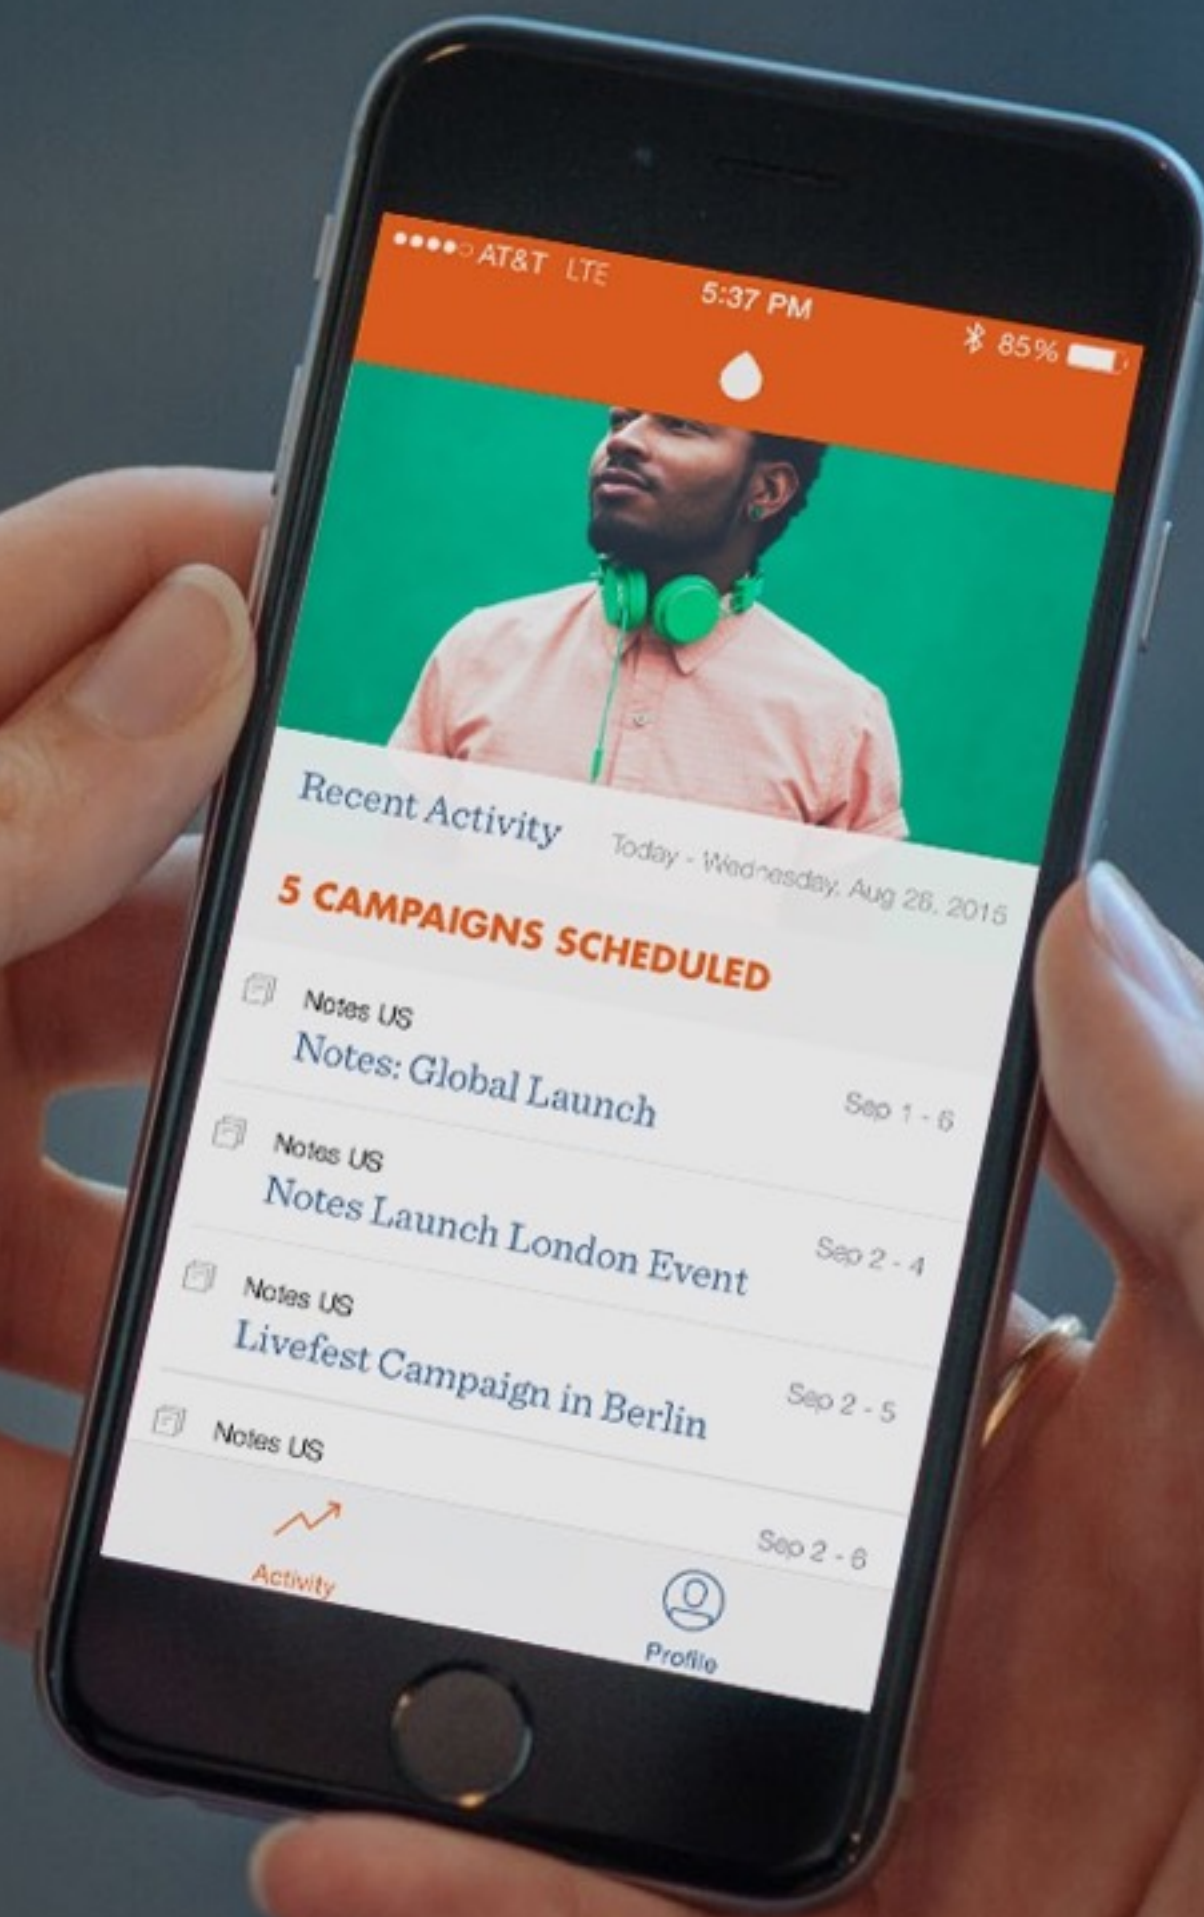 AT&T LTE 5:37 PM 85%
Recent Activity Today - Wednesday, Aug 26, 2015
5 CAMPAIGNS SCHEDULED
Notes US
Notes: Global Launch Sep 1 - 6
Notes US
Notes Launch London Event Sep 2 - 4
Notes US
Livefest Campaign in Berlin Sep 2 - 5
Notes US
Sep 2 - 6
Activity Profile